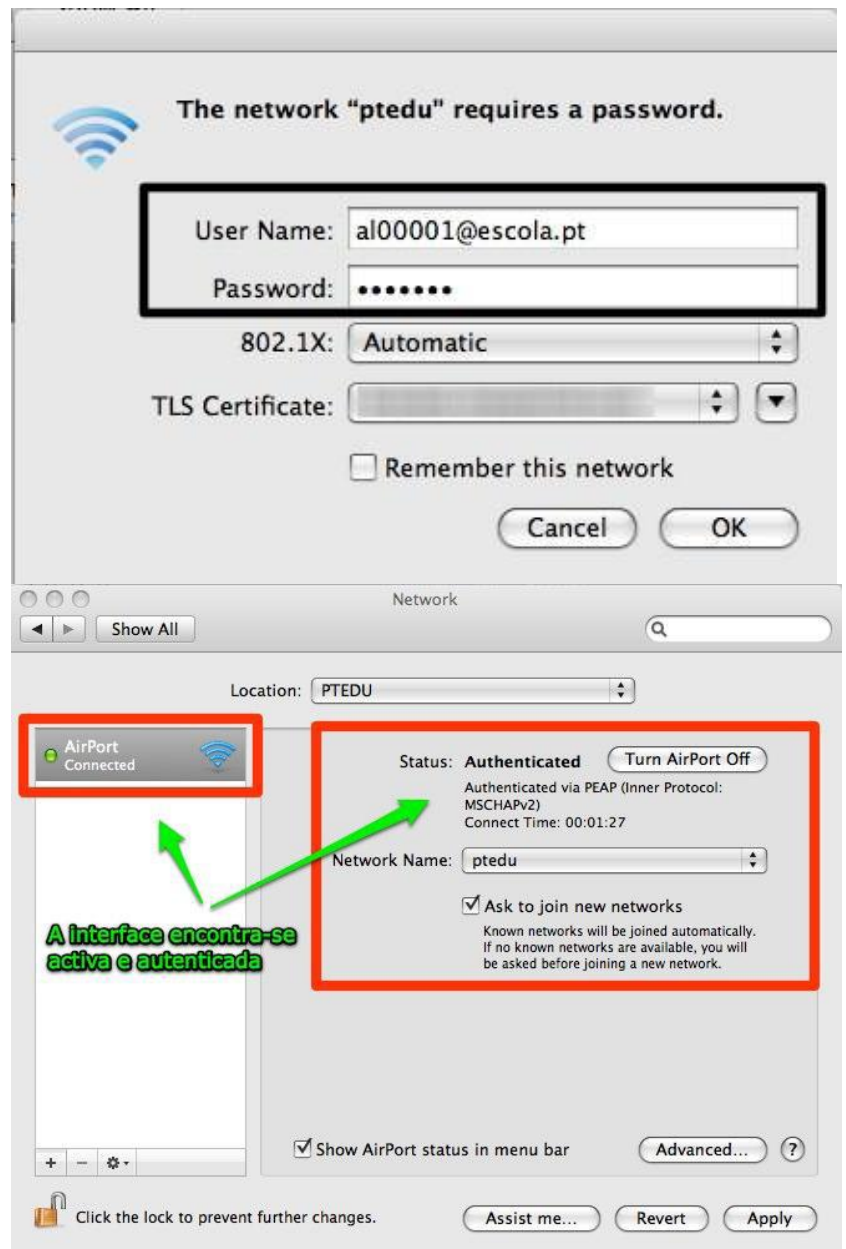 The network “ptedu” requires a password.
User Name: al00001@escola.pt
Password: •••••••
802.1X: Automatic
TLS Certificate:
Remember this network
Cancel OK
Network
Show All
Location: PTEDU
AirPort
Connected
Status: Authenticated Turn AirPort Off
Authenticated via PEAP (Inner Protocol:
MSCHAPv2)
Connect Time: 00:01:27
Network Name: ptedu
Ask to join new networks
Known networks will be joined automatically.
If no known networks are available, you will
be asked before joining a new network.
A interface encontra-se
activa e autenticada
Show AirPort status in menu bar Advanced... ?
Click the lock to prevent further changes. Assist me... Revert Apply